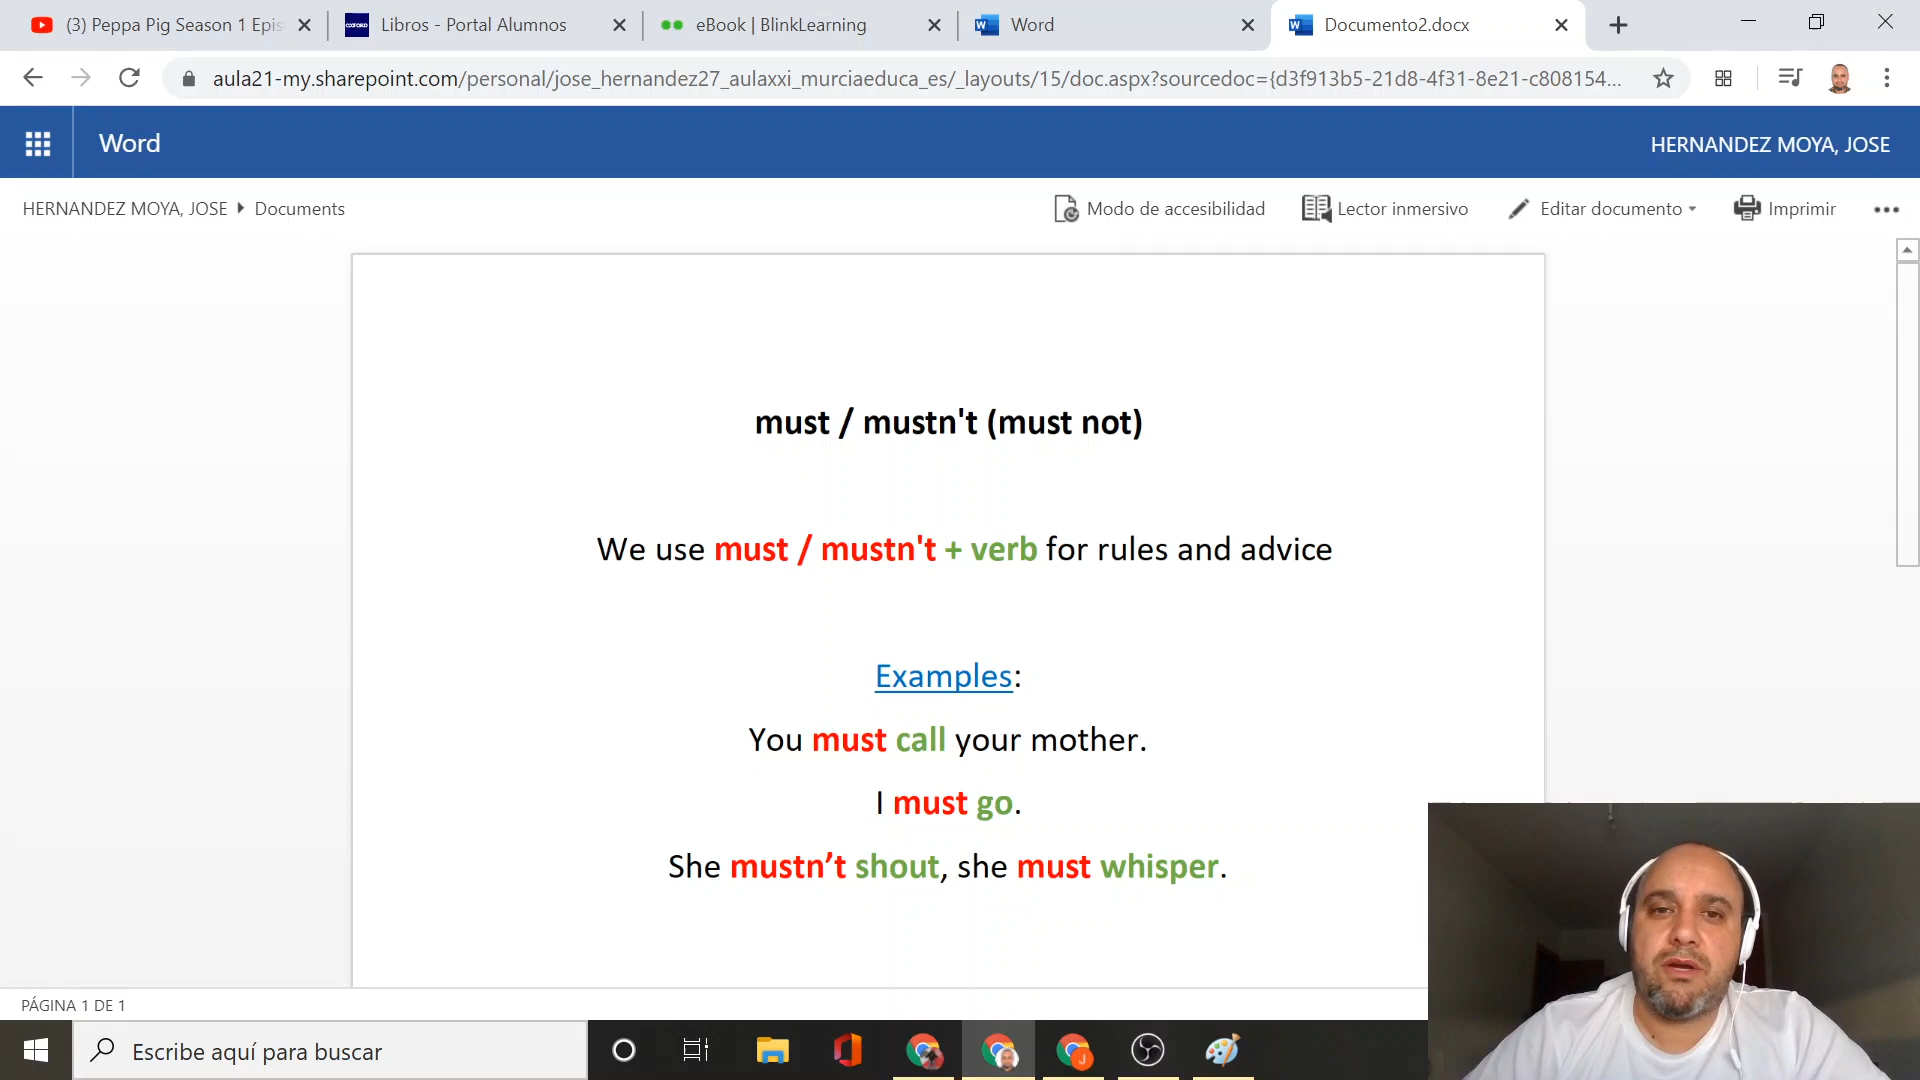 (3) Peppa Pig Season 1 Epis
Libros - Portal Alumnos
eBook | BlinkLearning
Word
Documento2.docx
aula21-my.sharepoint.com/personal/jose_hernandez27_aulaxxi_murciaeduca_es/_layouts/15/doc.aspx?sourcedoc={d3f913b5-21d8-4f31-8e21-c808154...
Word
HERNANDEZ MOYA, JOSE
HERNANDEZ MOYA, JOSE Documents
Modo de accesibilidad
Lector inmersivo
Editar documento
Imprimir
must / mustn't (must not)
We use must / mustn't + verb for rules and advice
Examples:
You must call your mother.
I must go.
She mustn’t shout, she must whisper.
PÁGINA 1 DE 1
Escribe aquí para buscar